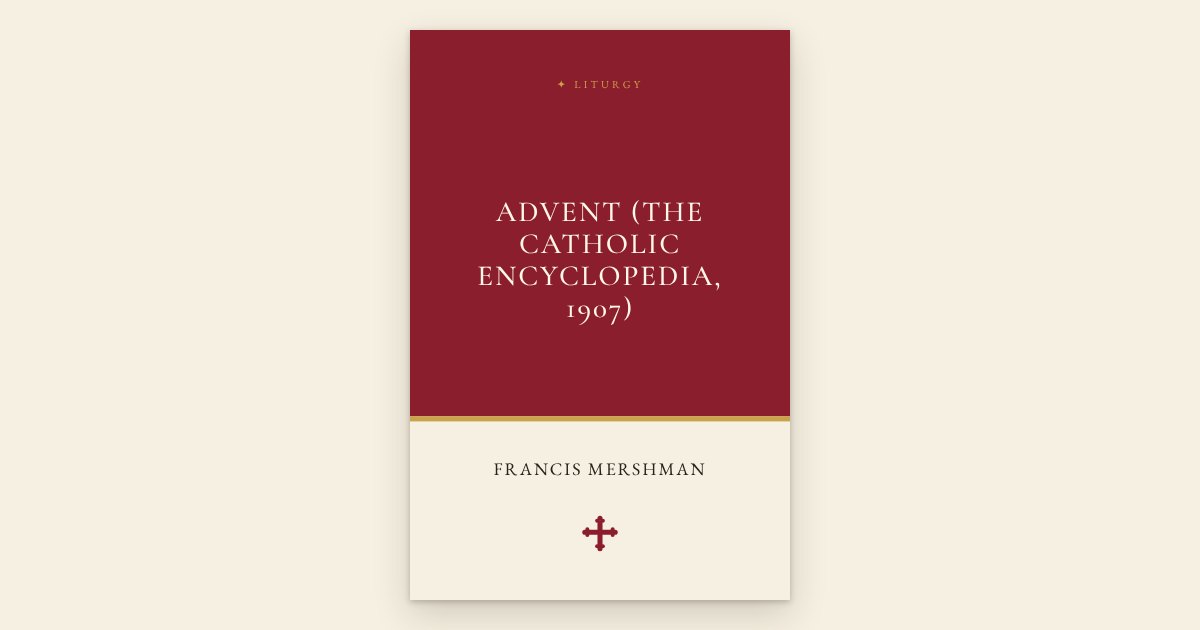 ✦ LITURGY
ADVENT (THE
CATHOLIC
ENCYCLOPEDIA,
1907)
FRANCIS MERSHMAN